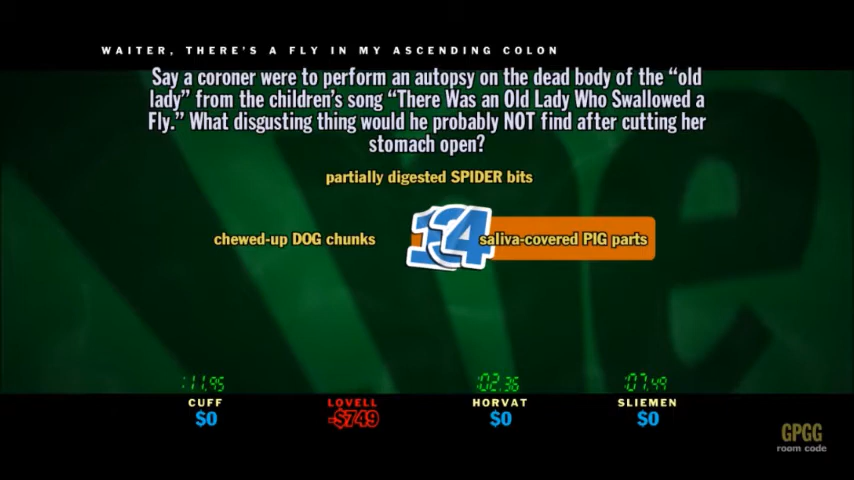 WAITER, THERE'S A FLY IN MY ASCENDING COLON
Say a coroner were to perform an autopsy on the dead body of the “old
lady” from the children’s song “There Was an Old Lady Who Swallowed a
Fly.” What disgusting thing would he probably NOT find after cutting her
stomach open?
partially digested SPIDER bits
chewed-up DOG chunks
saliva-covered PIG parts
:11.95
:02.36
:07.49
CUFF
LOVELL
HORVAT
SLIEMEN
$0
-$749
$0
$0
GPGG
room code